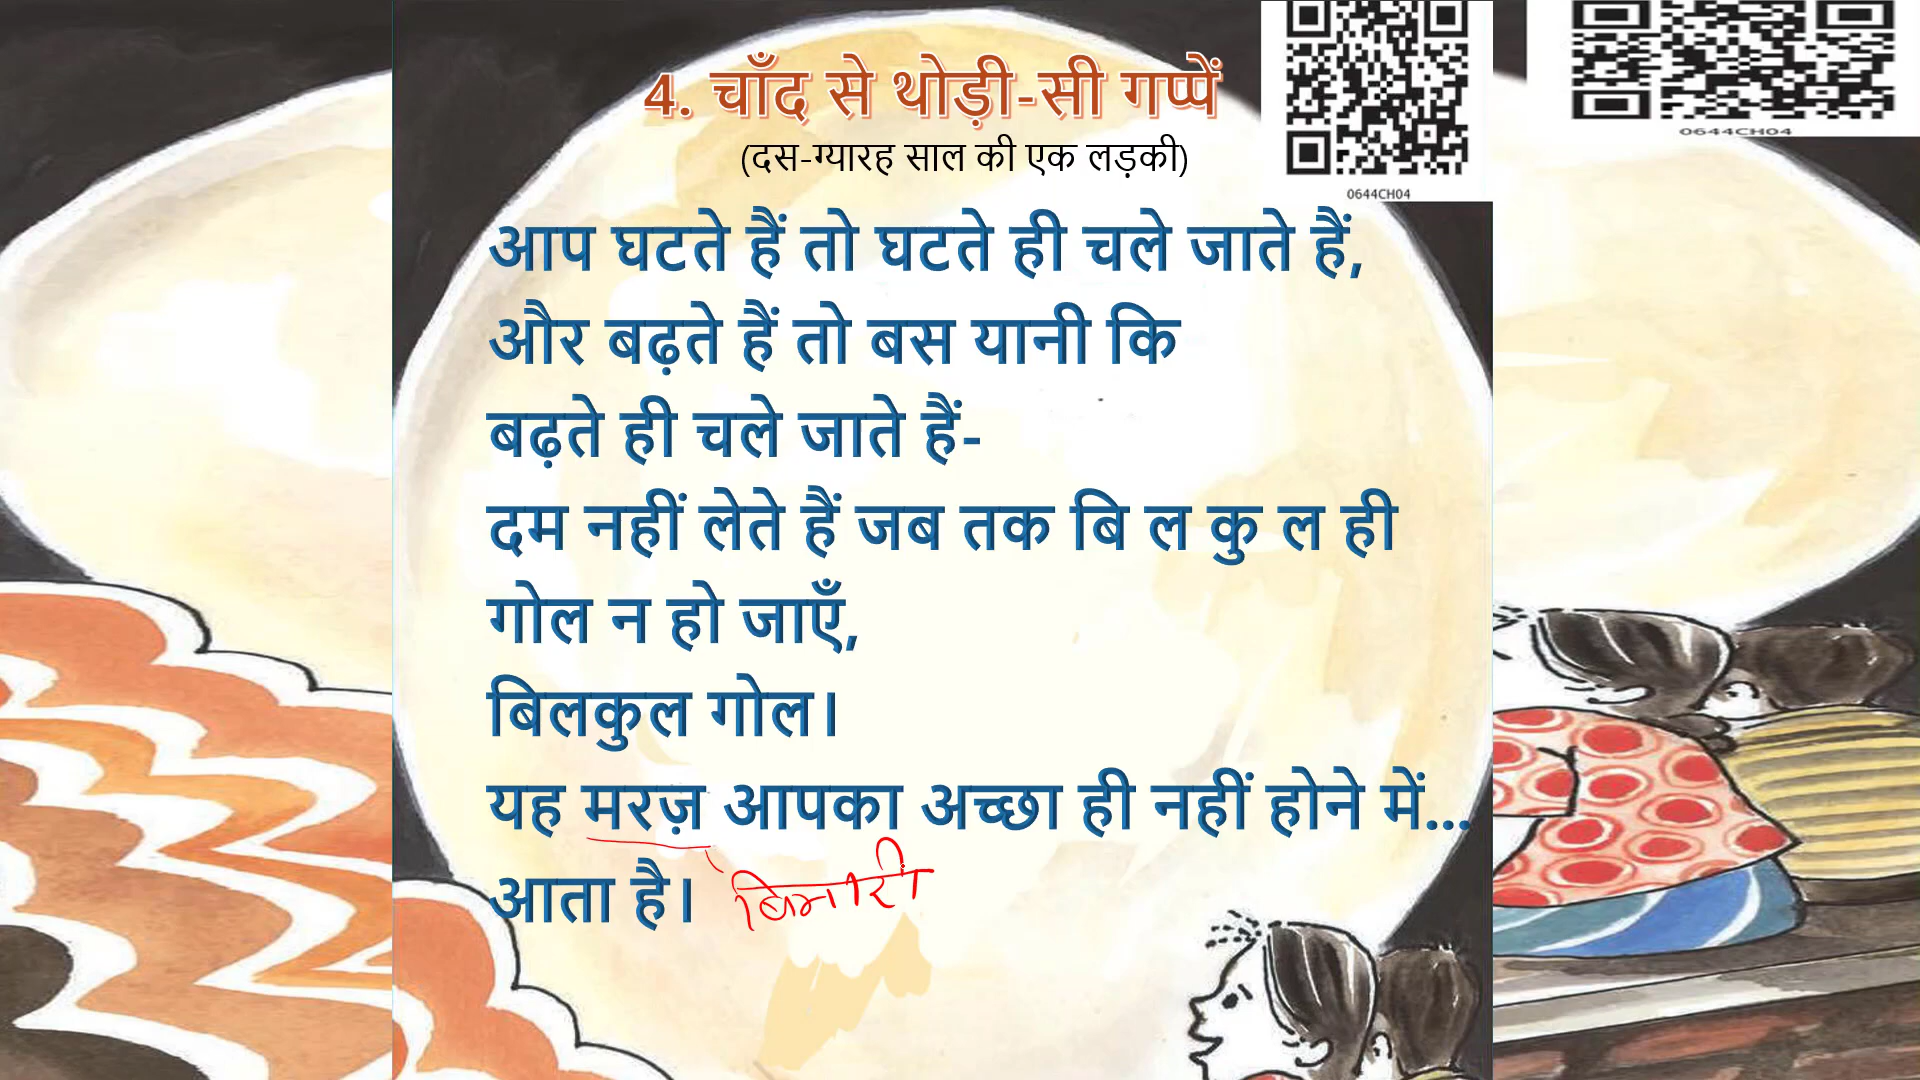 4. चाँद से थोड़ी-सी गप्पें
(दस-ग्यारह साल की एक लड़की)
0644CH04
0644CH04
आप घटते हैं तो घटते ही चले जाते हैं,
और बढ़ते हैं तो बस यानी कि
बढ़ते ही चले जाते हैं-
दम नहीं लेते हैं जब तक बि ल कु ल ही
गोल न हो जाएँ,
बिलकुल गोल।
यह मरज़ आपका अच्छा ही नहीं होने में...
आता है।
बिमारी